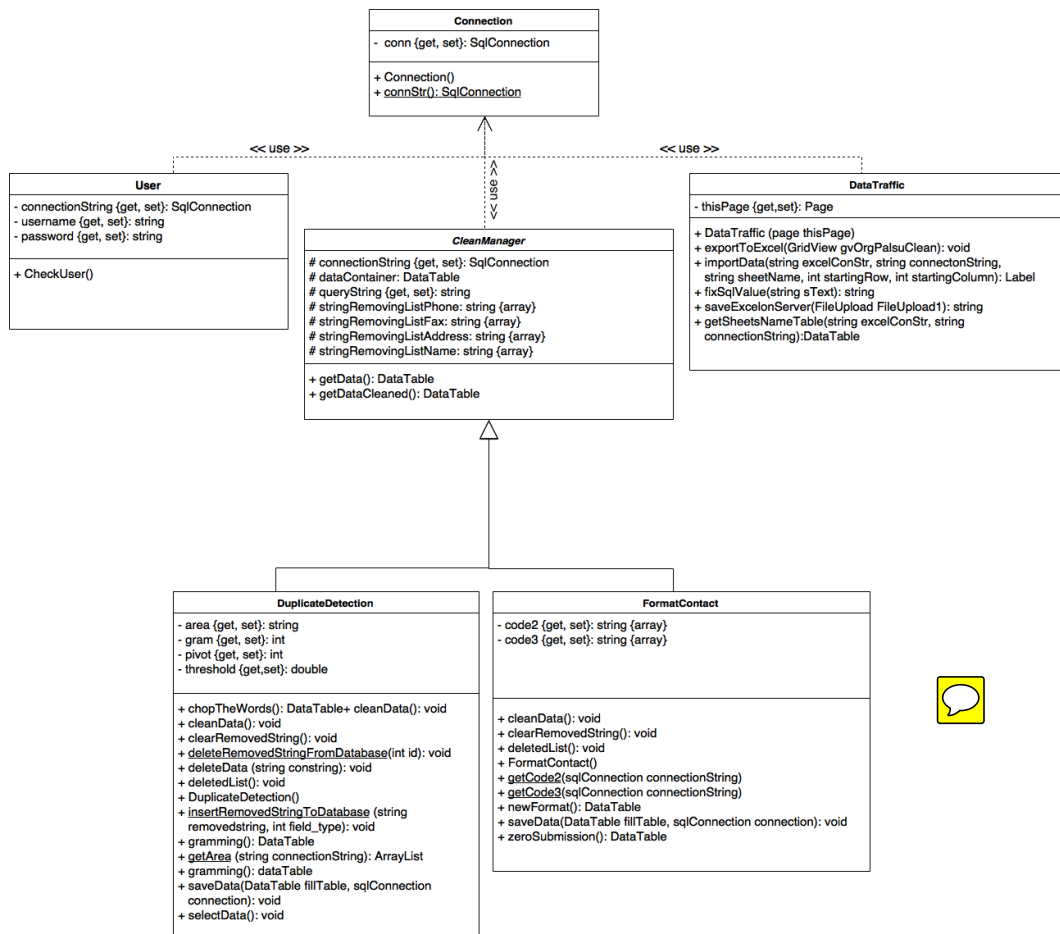 Connection
- conn {get, set}: SqlConnection
+ Connection()
+ connStr(): SqlConnection
<< use >>
<< use >>
<< use >>
User
- connectionString {get, set}: SqlConnection
- username {get, set}: string
- password {get, set}: string
+ CheckUser()
CleanManager
# connectionString {get, set}: SqlConnection
# dataContainer: DataTable
# queryString {get, set}: string
# stringRemovingListPhone: string {array}
# stringRemovingListFax: string {array}
# stringRemovingListAddress: string {array}
# stringRemovingListName: string {array}
+ getData(): DataTable
+ getDataCleaned(): DataTable
DataTraffic
- thisPage {get,set}: Page
+ DataTraffic (page thisPage)
+ exportToExcel(GridView gvOrgPalsuClean): void
+ importData(string excelConStr, string connectonString,
string sheetName, int startingRow, int startingColumn): Label
+ fixSqlValue(string sText): string
+ saveExcelonServer(FileUpload FileUpload1): string
+ getSheetsNameTable(string excelConStr, string
connectionString):DataTable
DuplicateDetection
- area {get, set}: string
- gram {get, set}: int
- pivot {get, set}: int
- threshold {get,set}: double
+ chopTheWords(): DataTable+ cleanData(): void
+ cleanData(): void
+ clearRemovedString(): void
+ deleteRemovedStringFromDatabase(int id): void
+ deleteData (string constring): void
+ deletedList(): void
+ DuplicateDetection()
+ insertRemovedStringToDatabase (string
removedstring, int field_type): void
+ gramming(): DataTable
+ getArea (string connectionString): ArrayList
+ gramming(): dataTable
+ saveData(DataTable fillTable, sqlConnection
connection): void
+ selectData(): void
FormatContact
- code2 {get, set}: string {array}
- code3 {get, set}: string {array}
+ cleanData(): void
+ clearRemovedString(): void
+ deletedList(): void
+ FormatContact()
+ getCode2(sqlConnection connectionString)
+ getCode3(sqlConnection connectionString)
+ newFormat(): DataTable
+ saveData(DataTable fillTable, sqlConnection connection): void
+ zeroSubmission(): DataTable